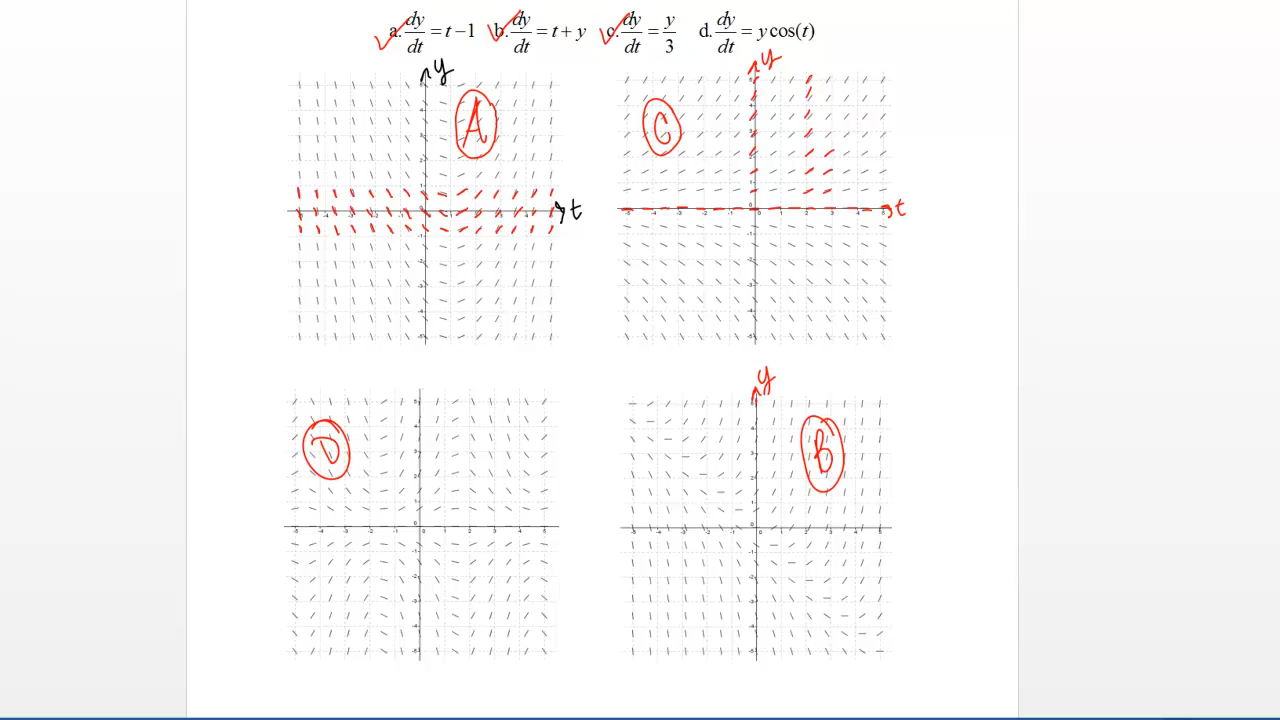 a. dy/dt = t − 1 b. dy/dt = t + y c. dy/dt = y/3 d. dy/dt = y cos(t)
y
A
t
y
C
t
D
y
B